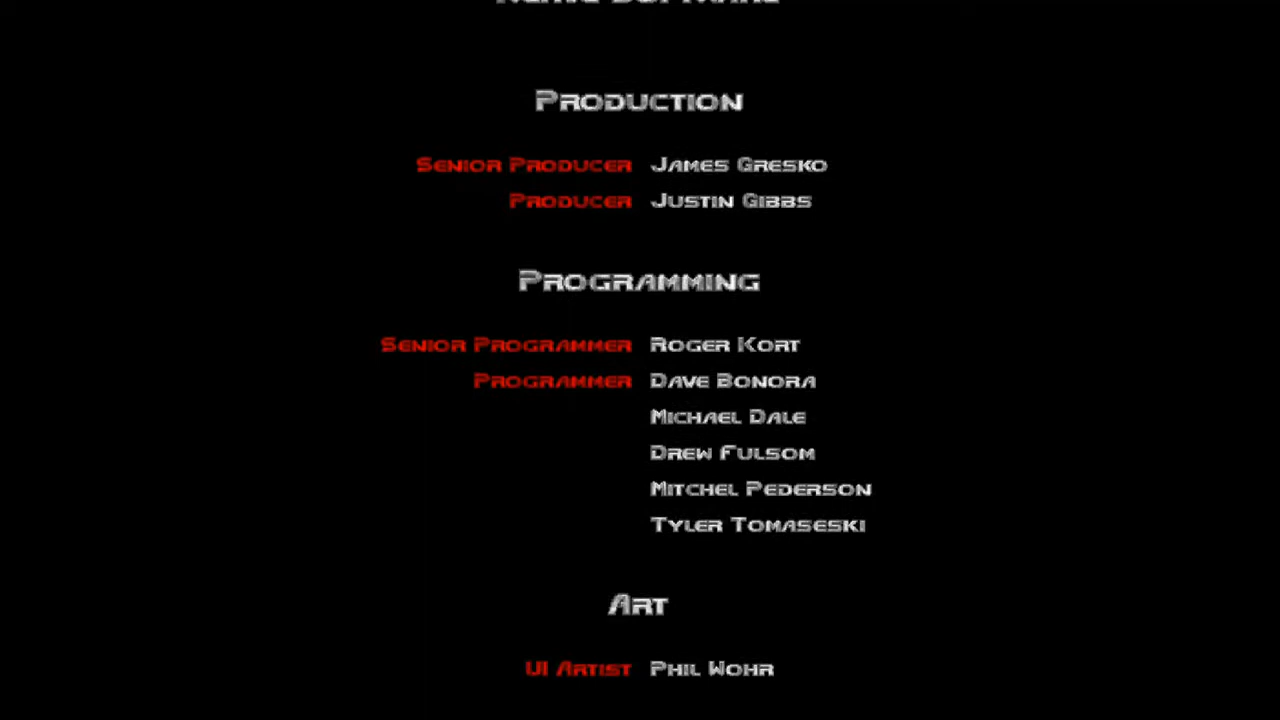 Production
Senior Producer James Gresko
Producer Justin Gibbs
Programming
Senior Programmer Roger Kort
Programmer Dave Bonora
Michael Dale
Drew Fulsom
Mitchel Pederson
Tyler Tomaseski
Art
UI Artist Phil Wohr